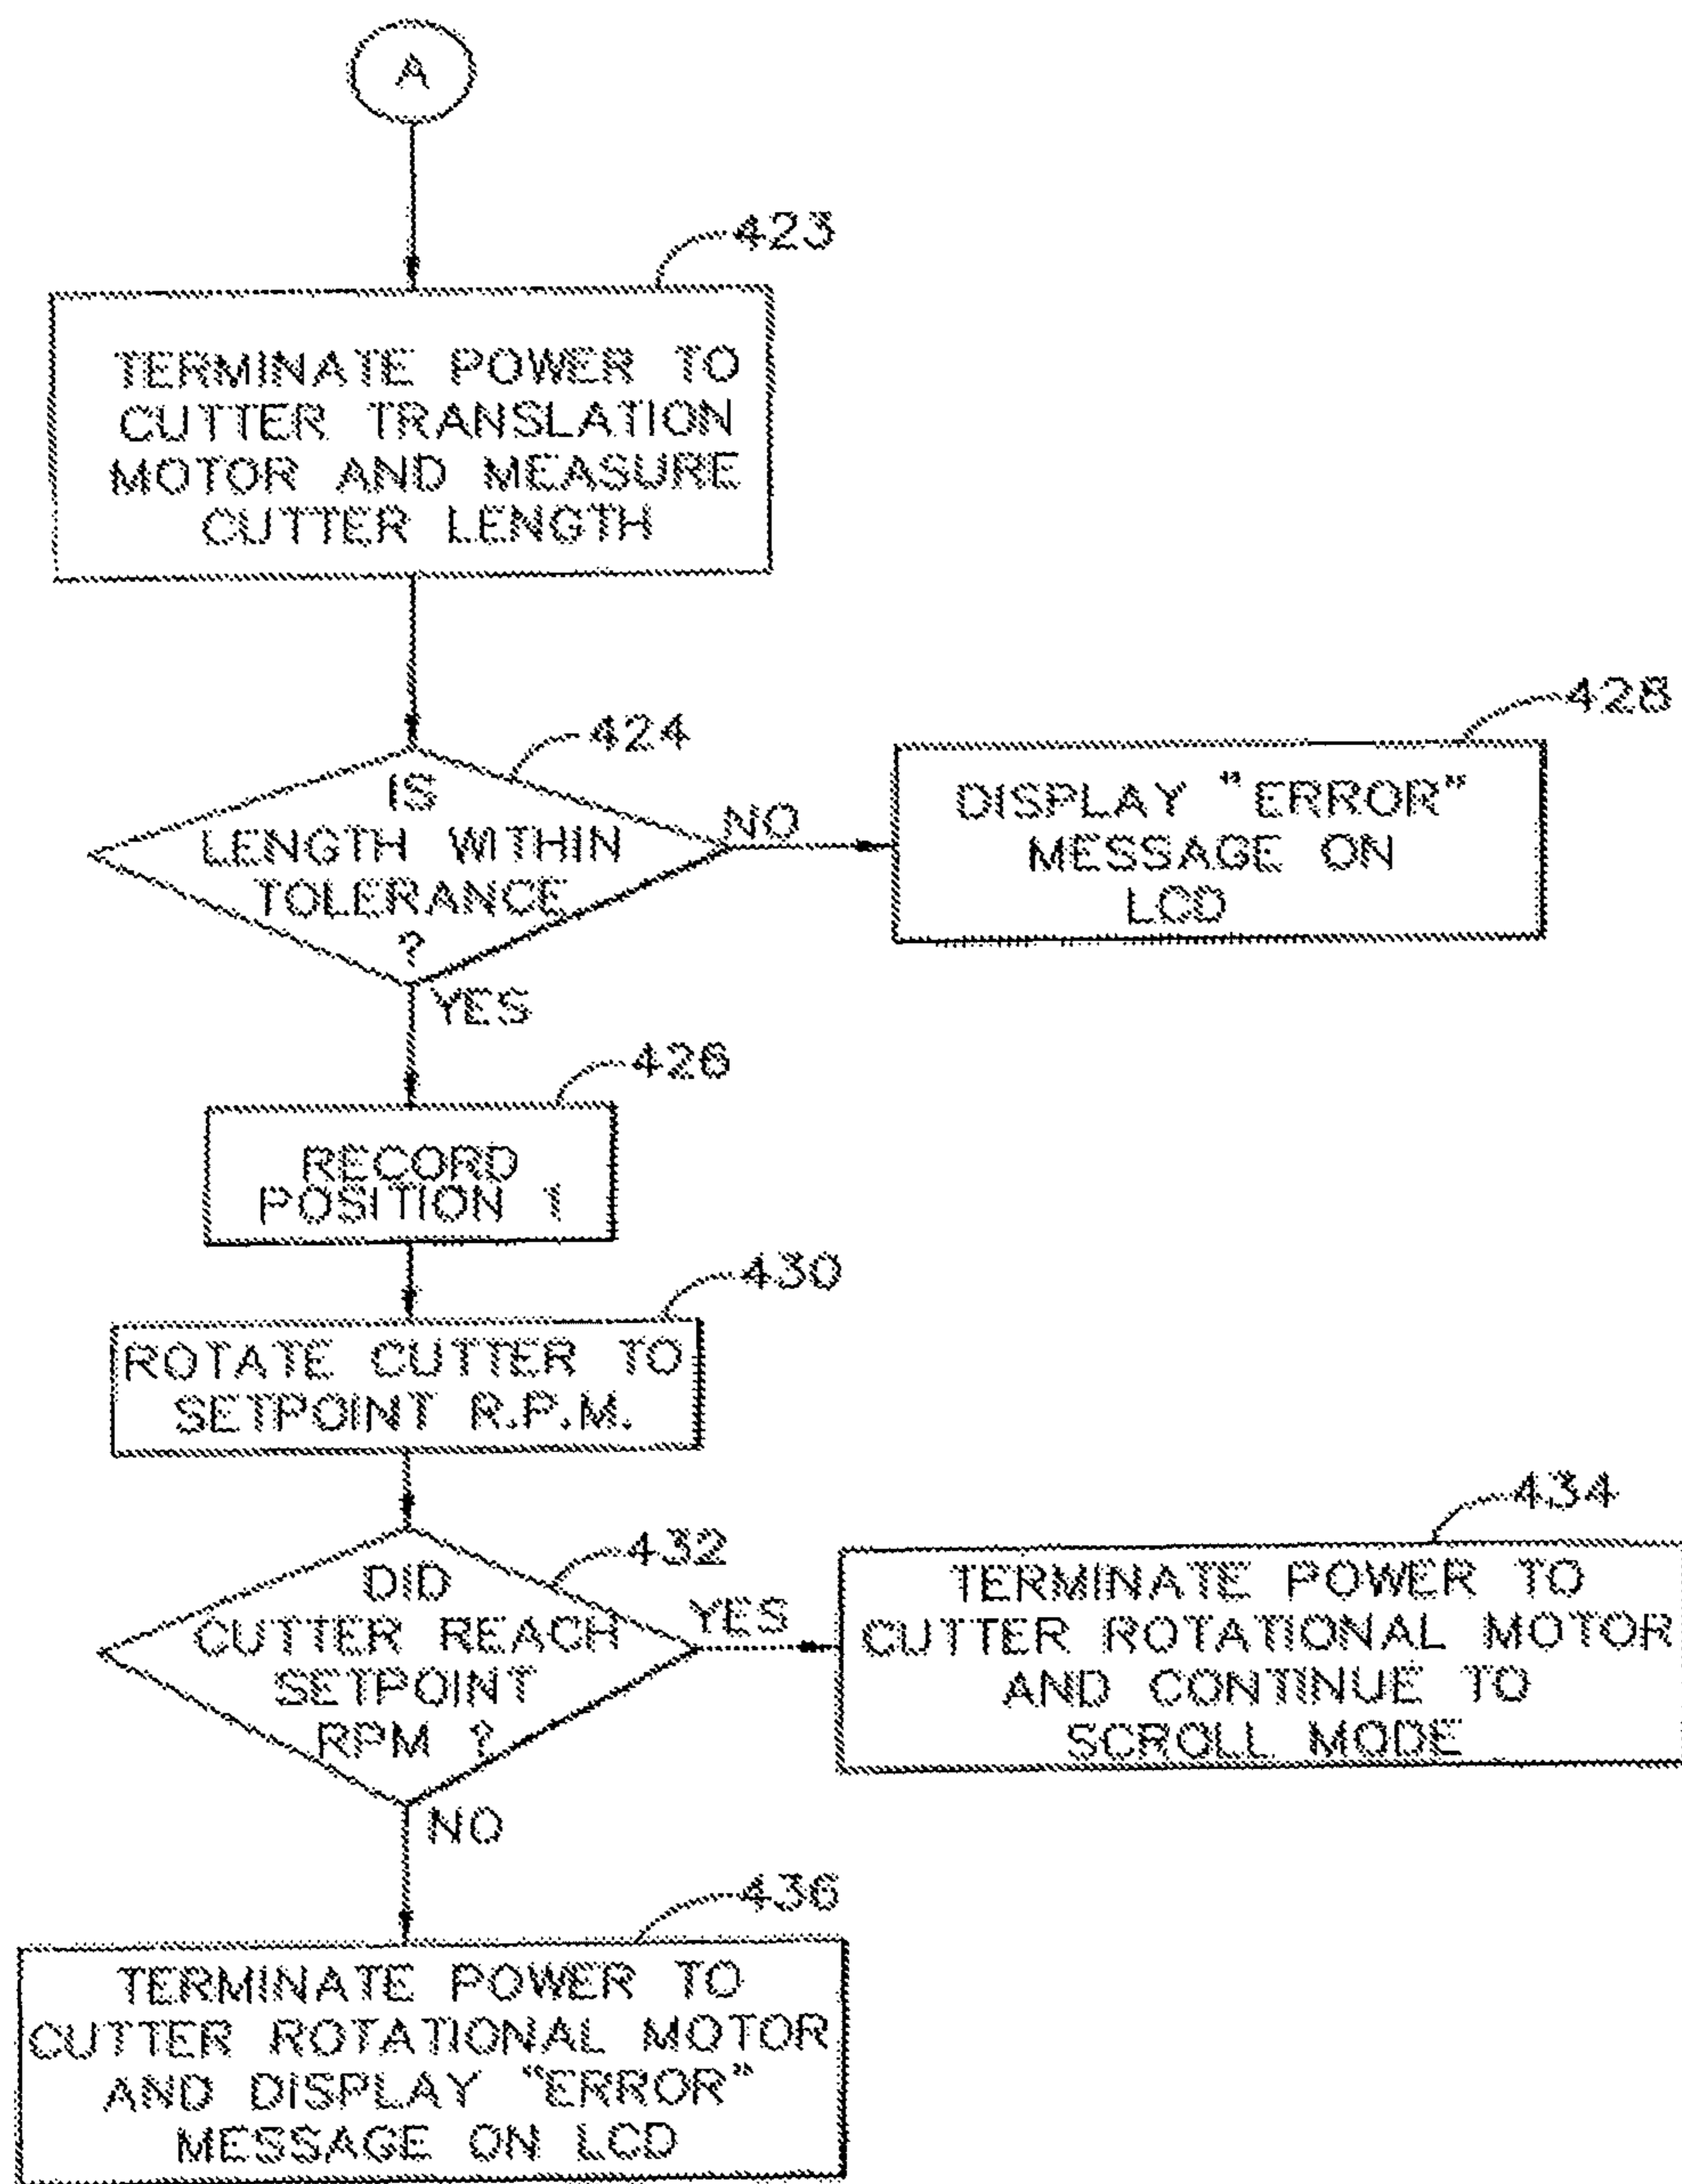 A
423
TERMINATE POWER TO
CUTTER TRANSLATION
MOTOR AND MEASURE
CUTTER LENGTH
424
IS
LENGTH WITHIN
TOLERANCE
?
NO
428
DISPLAY "ERROR"
MESSAGE ON
LCD
YES
426
RECORD
POSITION 1
430
ROTATE CUTTER TO
SETPOINT R.P.M.
432
DID
CUTTER REACH
SETPOINT
RPM ?
YES
434
TERMINATE POWER TO
CUTTER ROTATIONAL MOTOR
AND CONTINUE TO
SCROLL MODE
NO
436
TERMINATE POWER TO
CUTTER ROTATIONAL MOTOR
AND DISPLAY "ERROR"
MESSAGE ON LCD